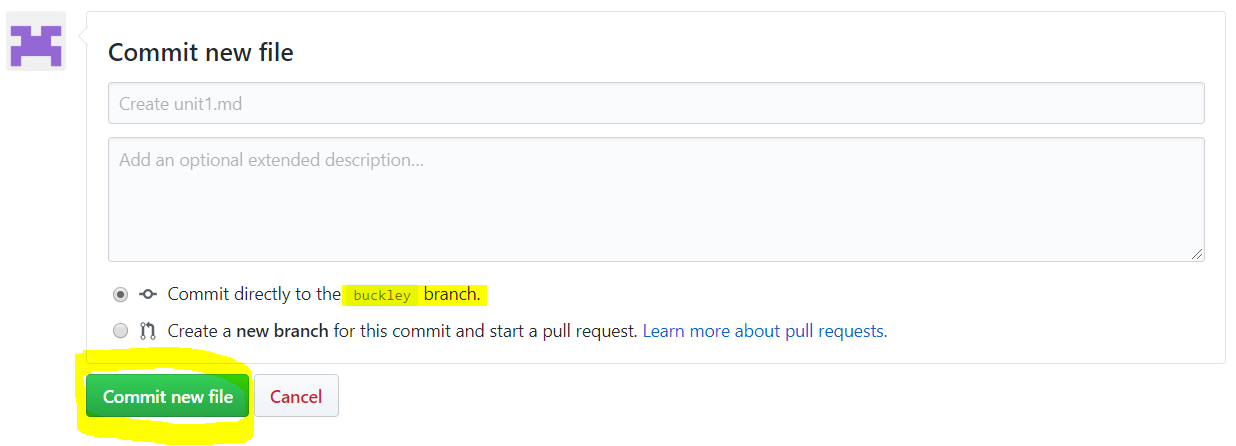 Commit new file
Create unit1.md
Add an optional extended description...
Commit directly to the buckley branch.
Create a new branch for this commit and start a pull request. Learn more about pull requests.
Commit new file Cancel